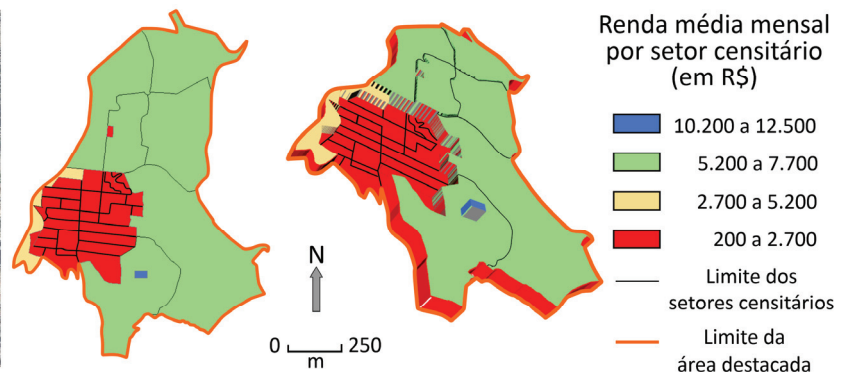 Renda média mensal
por setor censitário
(em R$)
10.200 a 12.500
5.200 a 7.700
2.700 a 5.200
200 a 2.700
Limite dos
setores censitários
Limite da
área destacada
N
0 250
m